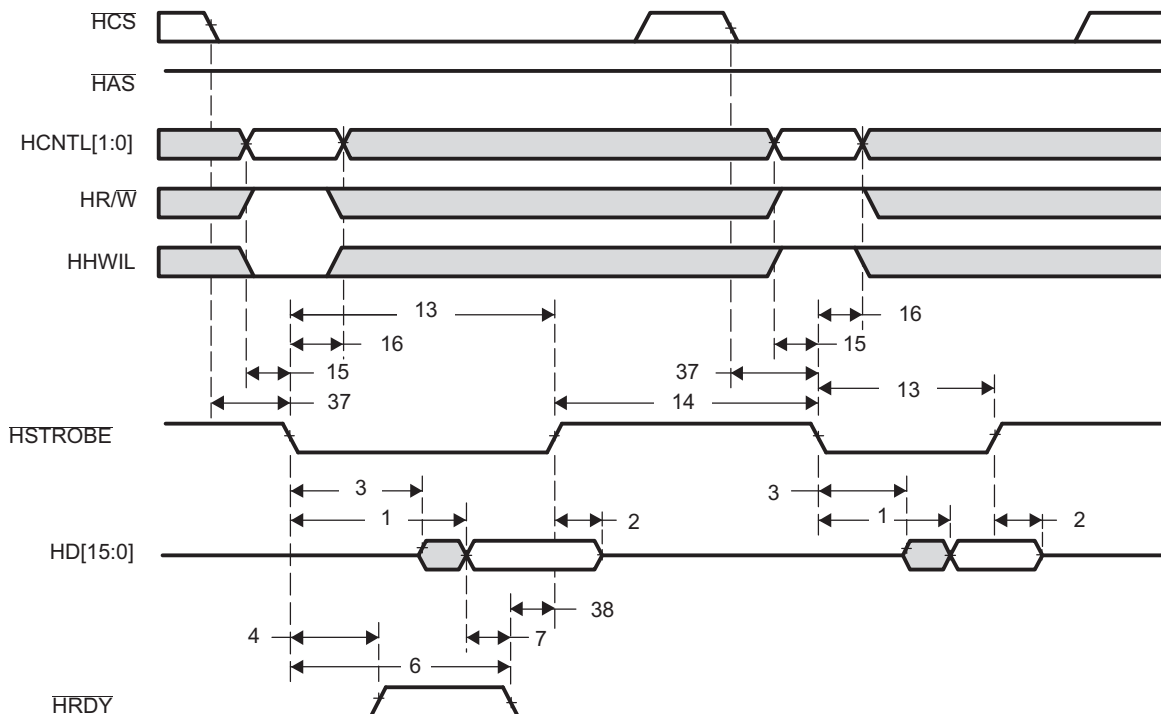 HCS
HAS
HCNTL[1:0]
HR/W
HHWIL
13
16
16
15
15
37
37
13
14
HSTROBE
3
3
1
1
2
2
HD[15:0]
38
4
7
6
HRDY